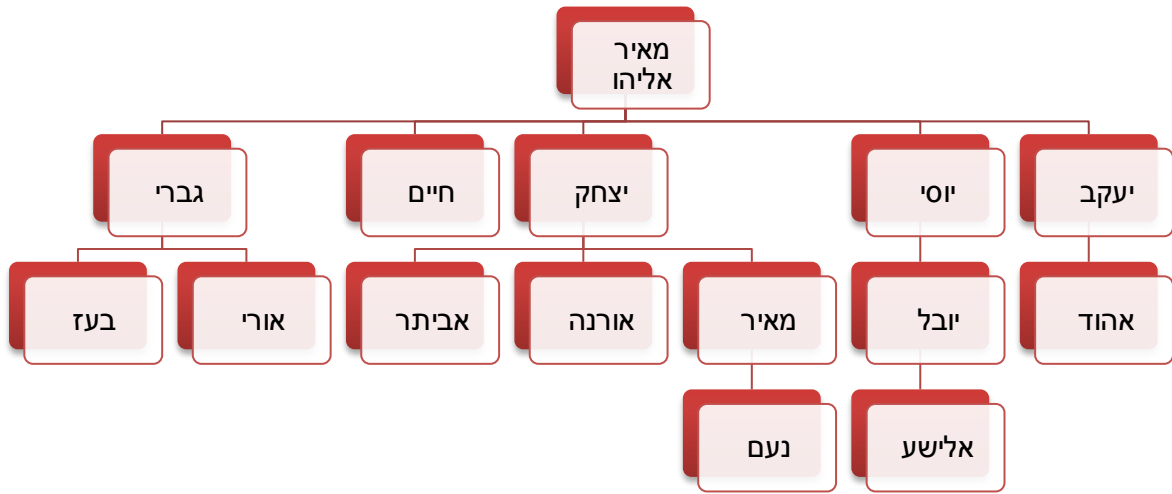 מאיר
אליהו
יעקב
יוסי
יצחק
חיים
גברי
אהוד
יובל
מאיר
אורנה
אביתר
אורי
בעז
אלישע
נעם